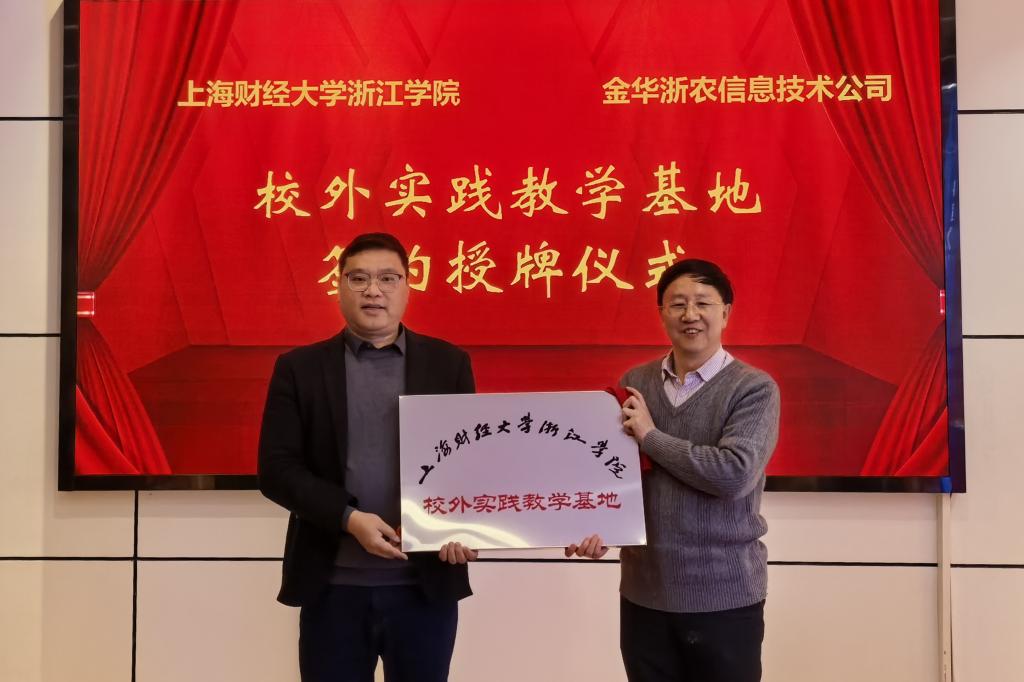 上海财经大学浙江学院 金华浙农信息技术公司
校外实践教学基地
签约授牌仪式
上海财经大学浙江学院
校外实践教学基地